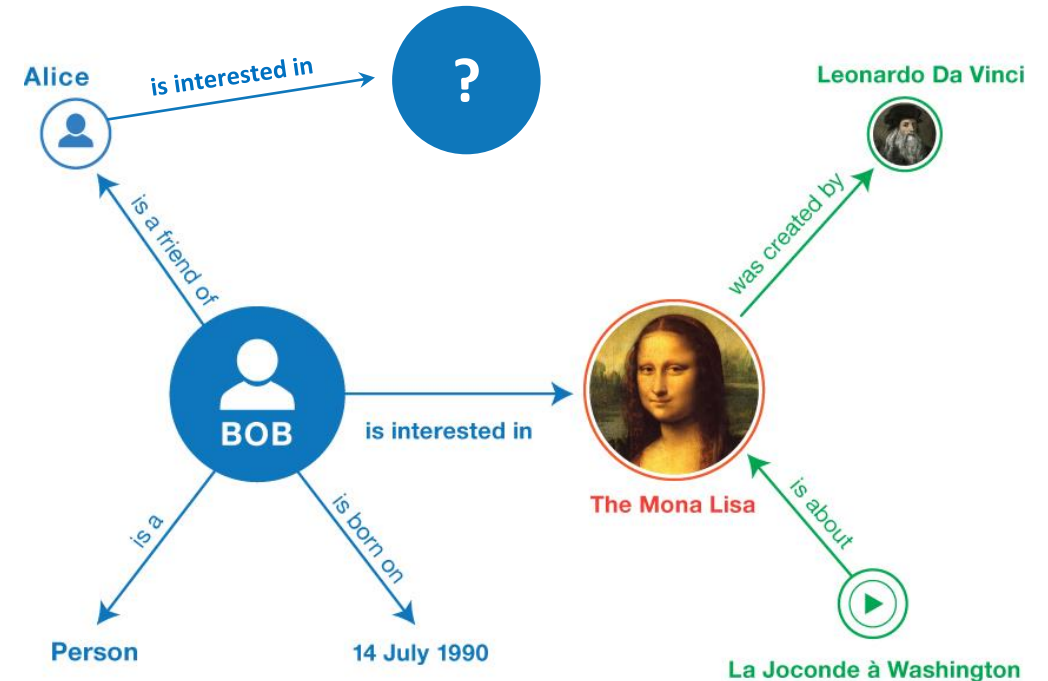 Alice
is interested in
?
Leonardo Da Vinci
is a friend of
was created by
BOB
is interested in
The Mona Lisa
is a
is born on
is about
Person
14 July 1990
La Joconde à Washington